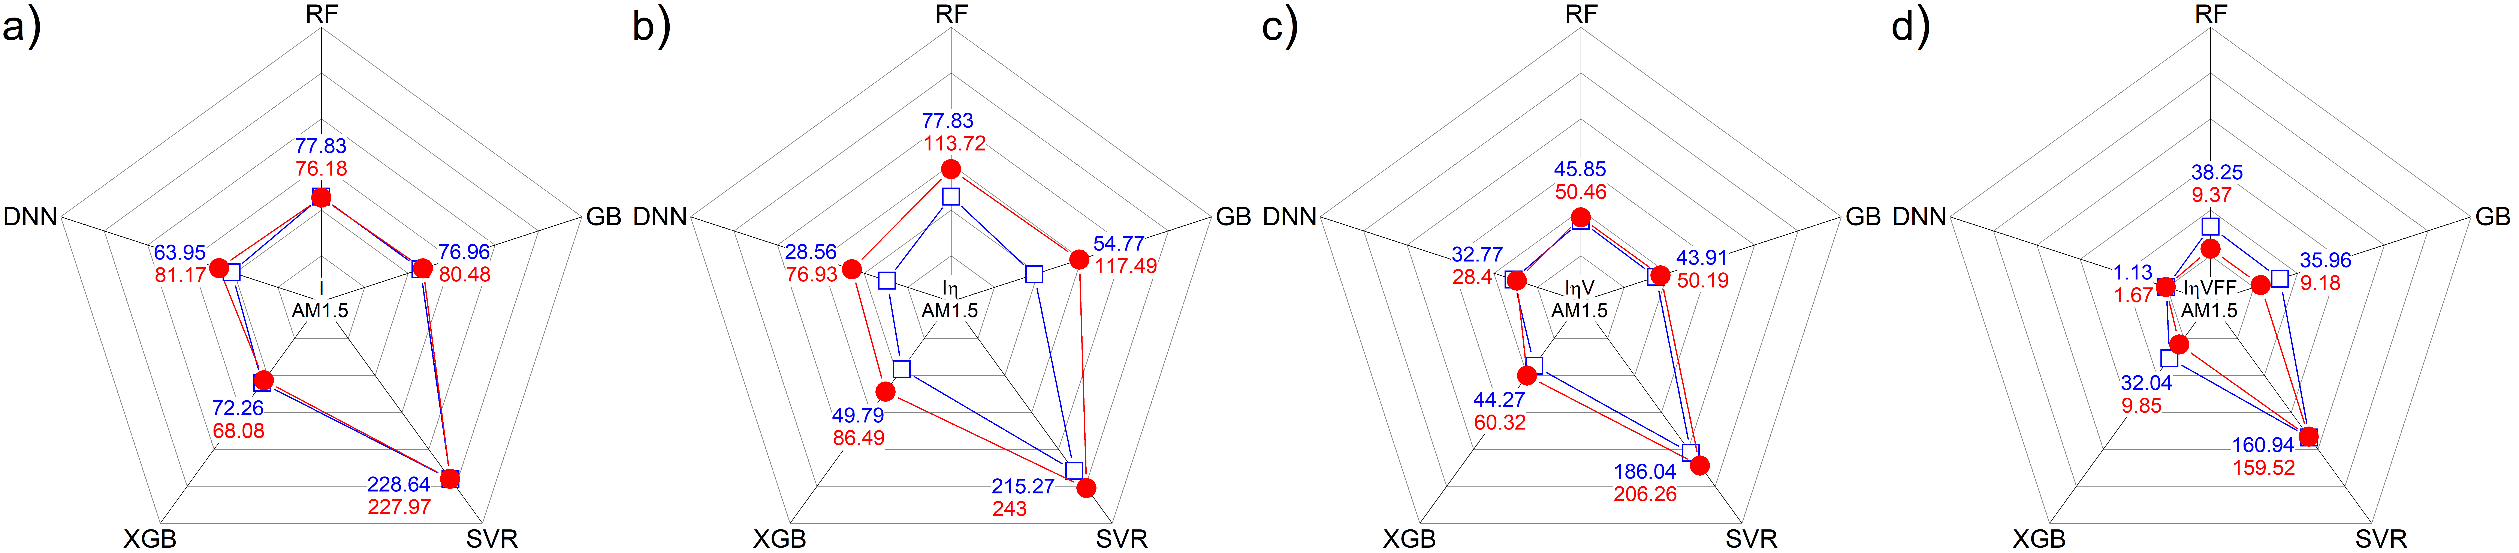 a)
RF
77.83
76.18
DNN
GB
63.95
81.17
76.96
80.48
I
AM1.5
72.26
68.08
228.64
227.97
XGB
SVR
b)
RF
77.83
113.72
DNN
GB
28.56
76.93
54.77
117.49
Iη
AM1.5
49.79
86.49
215.27
243
XGB
SVR
c)
RF
45.85
50.46
DNN
GB
32.77
28.4
43.91
50.19
IηV
AM1.5
44.27
60.32
186.04
206.26
XGB
SVR
d)
RF
38.25
9.37
DNN
GB
1.13
1.67
35.96
9.18
IηVFF
AM1.5
32.04
9.85
160.94
159.52
XGB
SVR